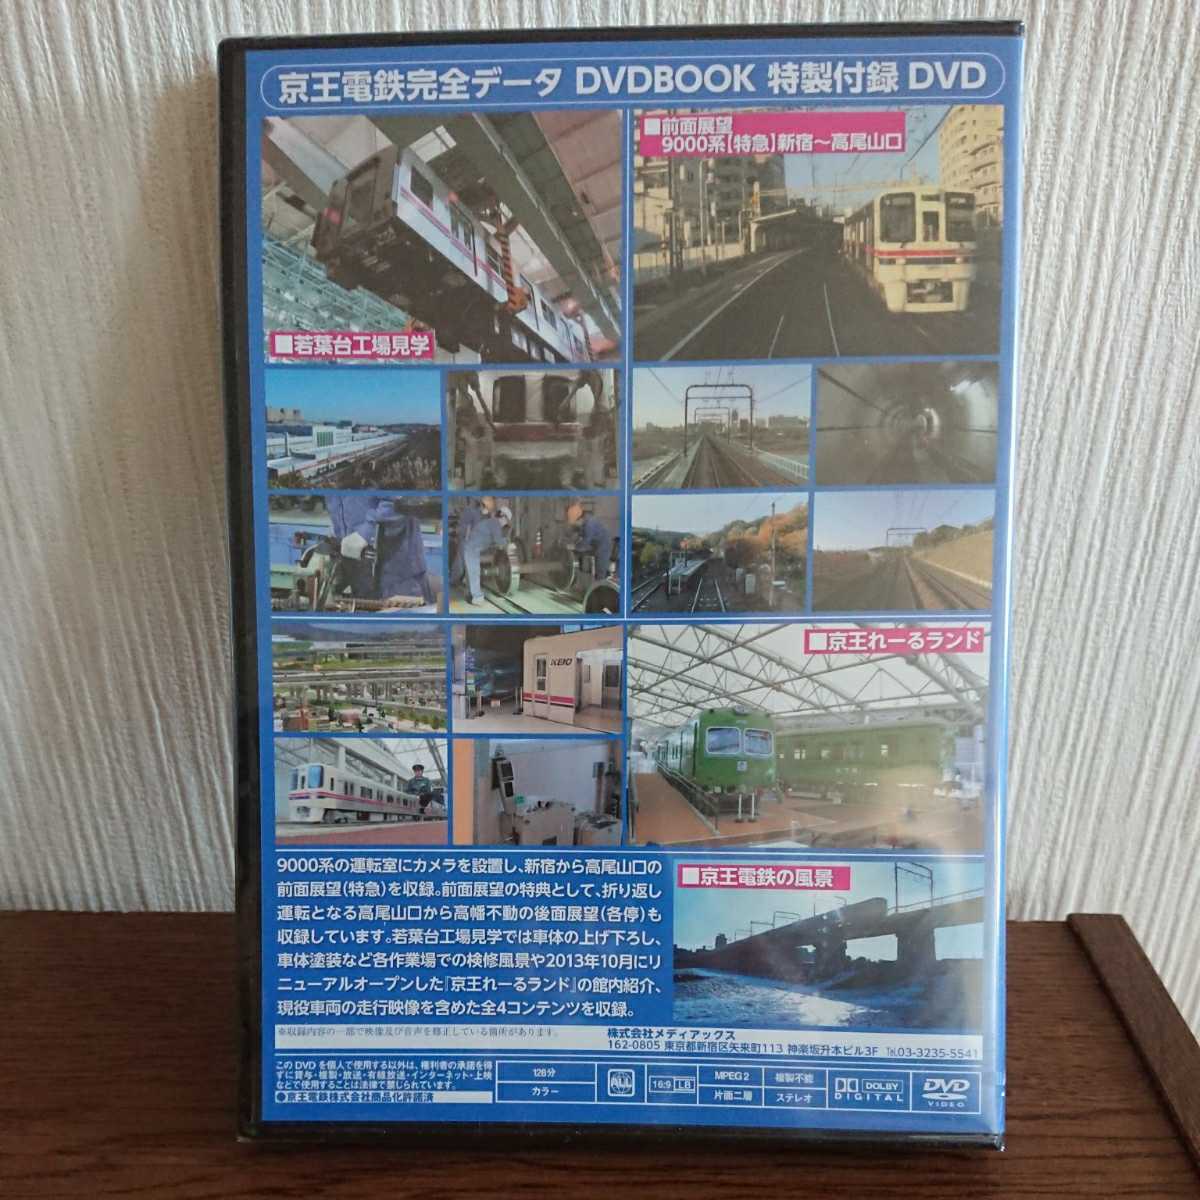 京王電鉄完全データ DVDBOOK 特製付録 DVD
■若葉台工場見学
■前面展望
9000系【特急】新宿〜高尾山口
KEIO
■京王れーるランド
9000系の運転室にカメラを設置し、新宿から高尾山口の
前面展望(特急)を収録。前面展望の特典として、折り返し
運転となる高尾山口から高幡不動の後面展望(各停)も
収録しています。若葉台工場見学では車体の上げ下ろし、
車体塗装など各作業場での検修風景や2013年10月にリ
ニューアルオープンした『京王れーるランド』の館内紹介、
現役車両の走行映像を含めた全4コンテンツを収録。
■京王電鉄の風景
※収録内容の一部で映像及び音声を修正している箇所があります。
株式会社メディアックス
162-0805 東京都新宿区矢来町113 神楽坂升本ビル3F TEL03-3235-5541
このDVDを個人で使用する以外は、権利者の承諾を得
ずに貸与・複製・放送・有線放送・インターネット・上映
などで使用することは法律で禁じられています。
●京王電鉄株式会社商品化許諾済
126分
カラー
ALL
16:9 LB
MPEG2
片面二層
複製不能
ステレオ
DOLBY
DIGITAL
DVD
VIDEO